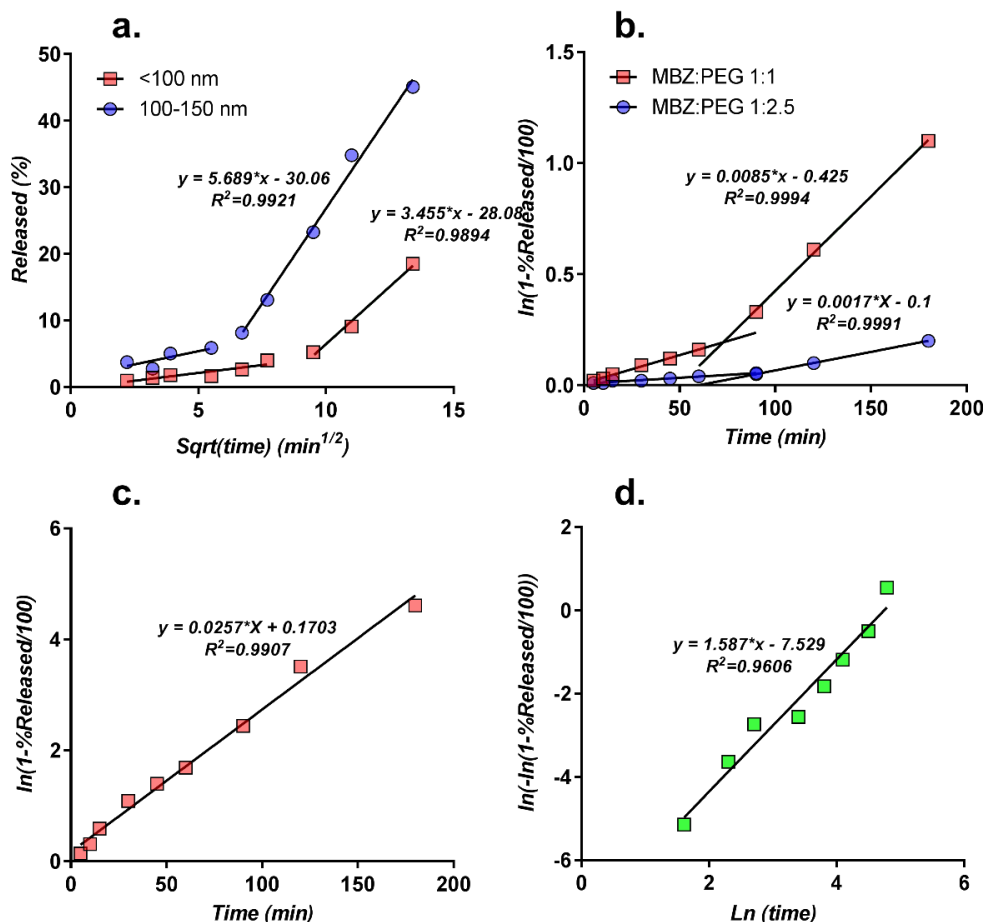 a.
50
40
30
20
10
0
0
5
10
15
Released (%)
Sqrt(time) (min^1/2)
<100 nm
100-150 nm
y = 5.689*x - 30.06
R²=0.9921
y = 3.455*x - 28.08
R²=0.9894
b.
1.5
1.0
0.5
0.0
0
50
100
150
200
ln(1-%Released/100)
Time (min)
MBZ:PEG 1:1
MBZ:PEG 1:2.5
y = 0.0085*x - 0.425
R²=0.9994
y = 0.0017*X - 0.1
R²=0.9991
c.
6
4
2
0
0
50
100
150
200
ln(1-%Released/100)
Time (min)
y = 0.0257*X + 0.1703
R²=0.9907
d.
2
0
-2
-4
-6
0
2
4
6
ln(-ln(1-%Released/100))
Ln (time)
y = 1.587*x - 7.529
R²=0.9606